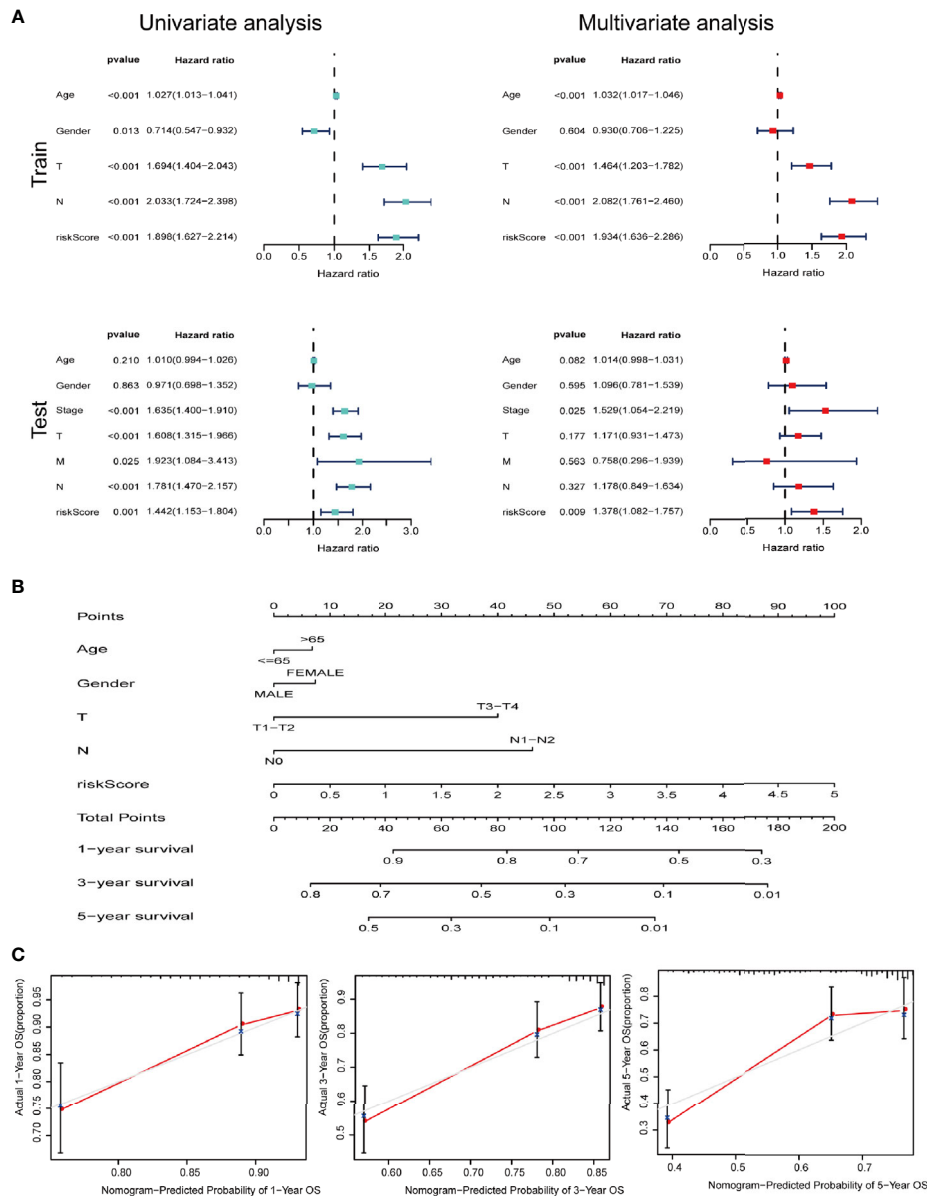 A
Univariate analysis
Multivariate analysis
Train
pvalue Hazard ratio
Age <0.001 1.027(1.013−1.041)
Gender 0.013 0.714(0.547−0.932)
T <0.001 1.694(1.404−2.043)
N <0.001 2.033(1.724−2.398)
riskScore <0.001 1.898(1.627−2.214)
0.0 0.5 1.0 1.5 2.0
Hazard ratio
pvalue Hazard ratio
Age <0.001 1.032(1.017−1.046)
Gender 0.604 0.930(0.706−1.225)
T <0.001 1.464(1.203−1.782)
N <0.001 2.082(1.761−2.460)
riskScore <0.001 1.934(1.636−2.286)
0.0 0.5 1.0 1.5 2.0
Hazard ratio
Test
pvalue Hazard ratio
Age 0.210 1.010(0.994−1.026)
Gender 0.863 0.971(0.698−1.352)
Stage <0.001 1.635(1.400−1.910)
T <0.001 1.608(1.315−1.966)
M 0.025 1.923(1.084−3.413)
N <0.001 1.781(1.470−2.157)
riskScore 0.001 1.442(1.153−1.804)
0.0 1.0 2.0 3.0
Hazard ratio
pvalue Hazard ratio
Age 0.082 1.014(0.998−1.031)
Gender 0.595 1.096(0.781−1.539)
Stage 0.025 1.529(1.054−2.219)
T 0.177 1.171(0.931−1.473)
M 0.563 0.758(0.296−1.939)
N 0.327 1.178(0.849−1.634)
riskScore 0.009 1.378(1.082−1.757)
0.0 0.5 1.0 1.5 2.0
Hazard ratio
B
Points 0 10 20 30 40 50 60 70 80 90 100
>65
Age
<=65
FEMALE
Gender
MALE
T3−T4
T
T1−T2
N1−N2
N
N0
riskScore
0 0.5 1 1.5 2 2.5 3 3.5 4 4.5 5
Total Points
0 20 40 60 80 100 120 140 160 180 200
1−year survival
0.9 0.8 0.7 0.5 0.3
3−year survival
0.8 0.7 0.5 0.3 0.1 0.01
5−year survival
0.5 0.3 0.1 0.01
C
Actual 1−Year OS(proportion)
0.70 0.75 0.80 0.85 0.90 0.95
0.80 0.90
Nomogram−Predicted Probability of 1−Year OS
Actual 3−Year OS(proportion)
0.5 0.6 0.7 0.8 0.9
0.60 0.65 0.70 0.75 0.80 0.85
Nomogram−Predicted Probability of 3−Year OS
Actual 5−Year OS(proportion)
0.3 0.4 0.5 0.6 0.7 0.8
0.4 0.5 0.6 0.7
Nomogram−Predicted Probability of 5−Year OS